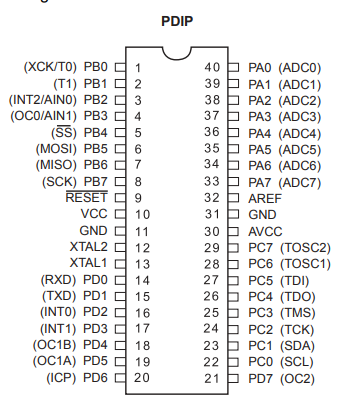 PDIP
(XCK/T0) PB0 1 40 PA0 (ADC0)
(T1) PB1 2 39 PA1 (ADC1)
(INT2/AIN0) PB2 3 38 PA2 (ADC2)
(OC0/AIN1) PB3 4 37 PA3 (ADC3)
(SS) PB4 5 36 PA4 (ADC4)
(MOSI) PB5 6 35 PA5 (ADC5)
(MISO) PB6 7 34 PA6 (ADC6)
(SCK) PB7 8 33 PA7 (ADC7)
RESET 9 32 AREF
VCC 10 31 GND
GND 11 30 AVCC
XTAL2 12 29 PC7 (TOSC2)
XTAL1 13 28 PC6 (TOSC1)
(RXD) PD0 14 27 PC5 (TDI)
(TXD) PD1 15 26 PC4 (TDO)
(INT0) PD2 16 25 PC3 (TMS)
(INT1) PD3 17 24 PC2 (TCK)
(OC1B) PD4 18 23 PC1 (SDA)
(OC1A) PD5 19 22 PC0 (SCL)
(ICP) PD6 20 21 PD7 (OC2)